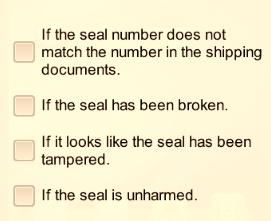 If the seal number does not
match the number in the shipping
documents.
If the seal has been broken.
If it looks like the seal has been
tampered.
If the seal is unharmed.